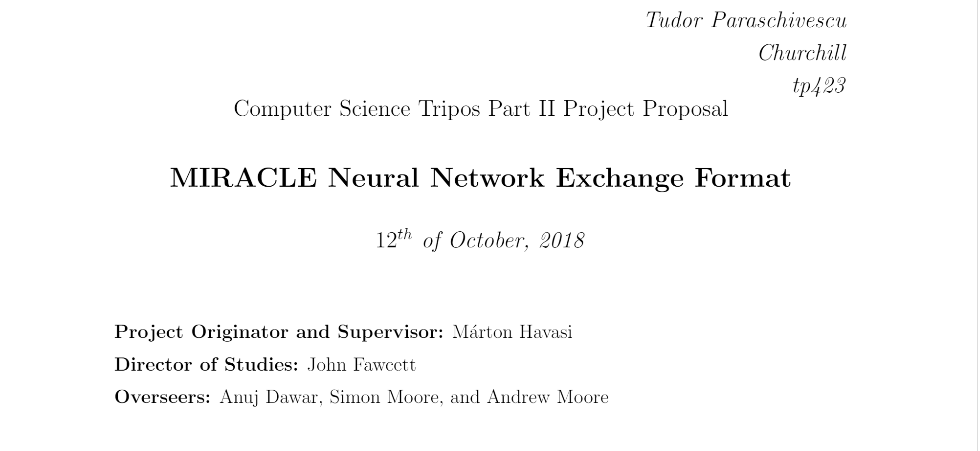 Tudor Paraschivescu
Churchill
tp423
Computer Science Tripos Part II Project Proposal
MIRACLE Neural Network Exchange Format
12th of October, 2018
Project Originator and Supervisor: Márton Havasi
Director of Studies: John Fawcett
Overseers: Anuj Dawar, Simon Moore, and Andrew Moore